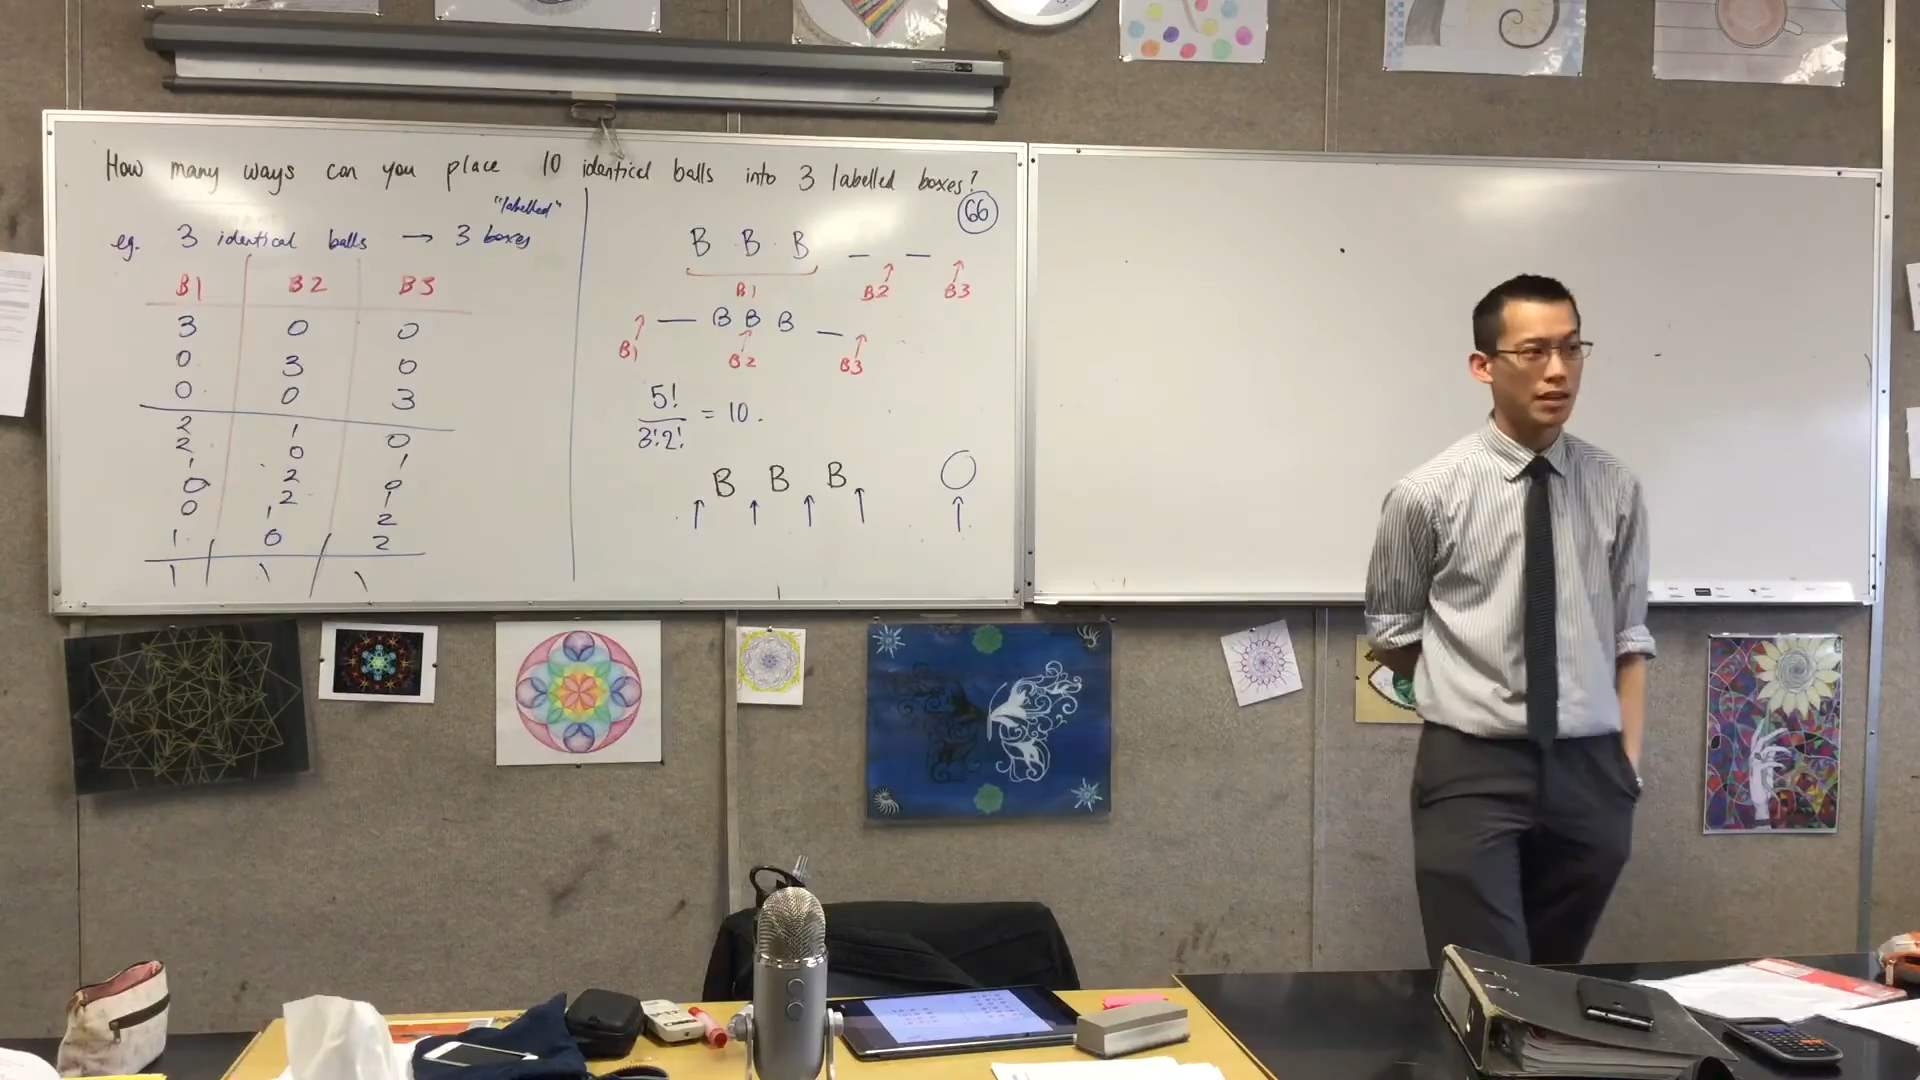 How many ways can you place 10 identical balls into 3 labelled boxes?
66
"labelled"
eg. 3 identical balls → 3 boxes
B1 B2 B3
3 0 0
0 3 0
0 0 3
2 1 0
2 0 1
1 2 0
0 2 1
0 1 2
1 0 2
1 1 1
B B B — —
B1 B2 B3
— B B B —
B1 B2 B3
5!
3!2!
= 10.
B B B